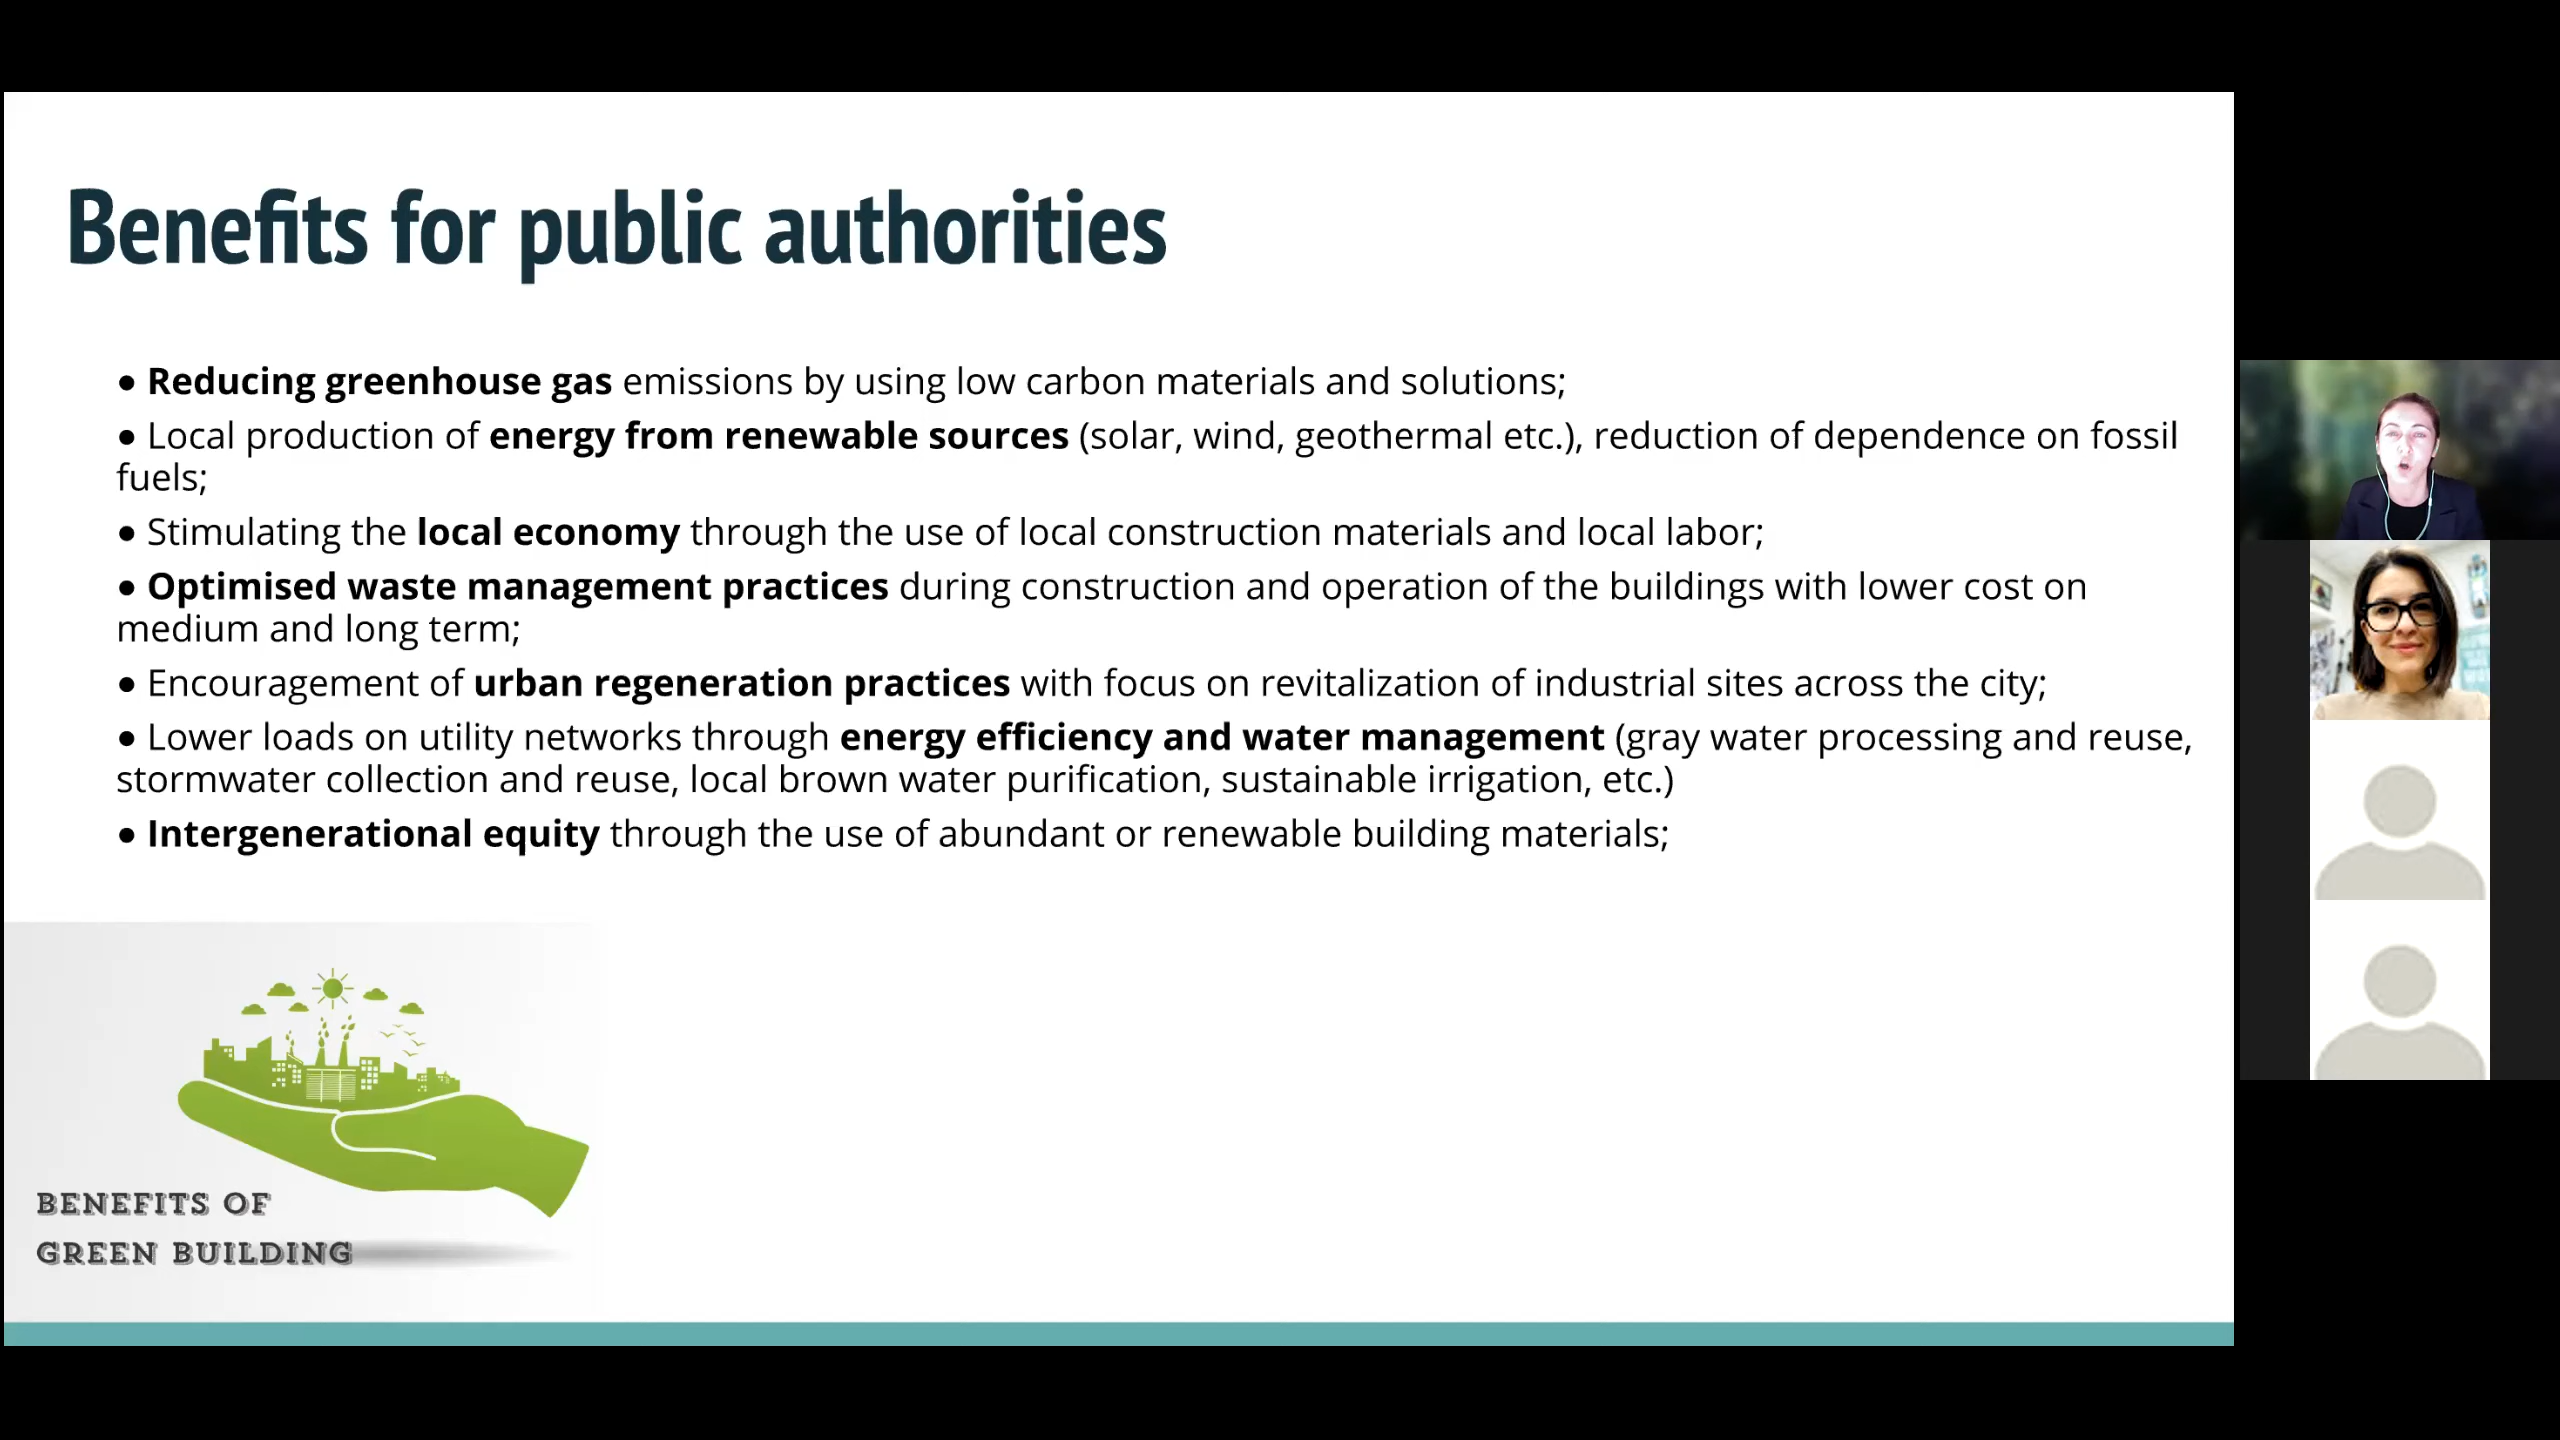 Benefits for public authorities
● Reducing greenhouse gas emissions by using low carbon materials and solutions;
● Local production of energy from renewable sources (solar, wind, geothermal etc.), reduction of dependence on fossil
fuels;
● Stimulating the local economy through the use of local construction materials and local labor;
● Optimised waste management practices during construction and operation of the buildings with lower cost on
medium and long term;
● Encouragement of urban regeneration practices with focus on revitalization of industrial sites across the city;
● Lower loads on utility networks through energy efficiency and water management (gray water processing and reuse,
stormwater collection and reuse, local brown water purification, sustainable irrigation, etc.)
● Intergenerational equity through the use of abundant or renewable building materials;
BENEFITS OF
GREEN BUILDING